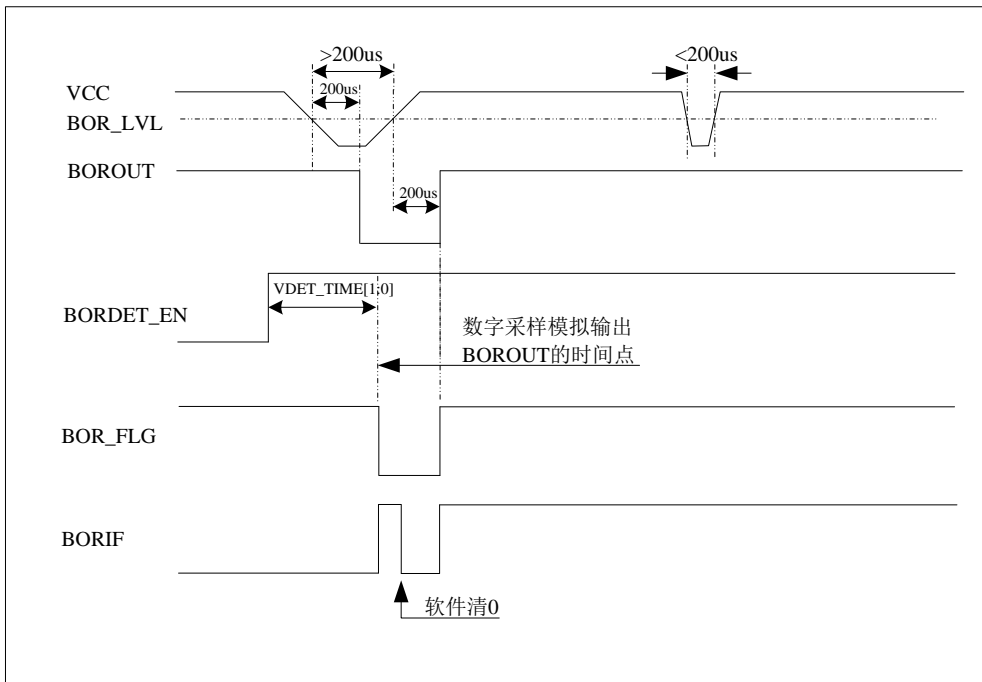 >200us
<200us
200us
VCC
BOR_LVL
BOROUT
200us
VDET_TIME[1:0]
BORDET_EN
数字采样模拟输出
BOROUT的时间点
BOR_FLG
BORIF
软件清0